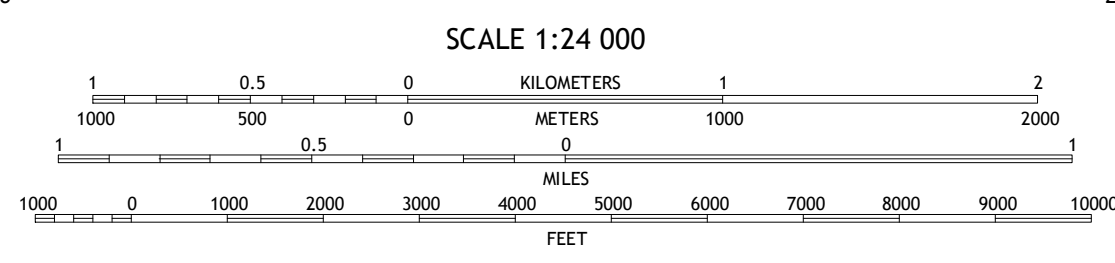 SCALE 1:24 000
1 0.5 0 KILOMETERS 1 2
1000 500 0 METERS 1000 2000
1 0.5 0 1
MILES
1000 0 1000 2000 3000 4000 5000 6000 7000 8000 9000 10000
FEET